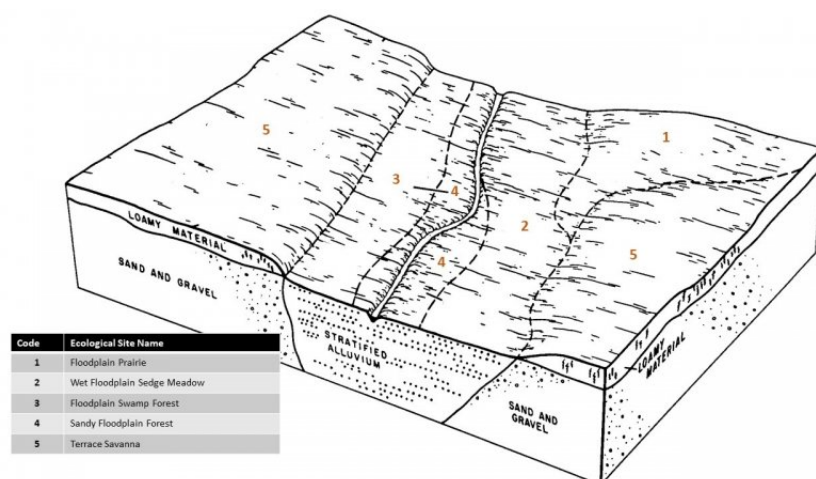 5
1
3
4
2
4
5
LOAMY MATERIAL
SAND AND GRAVEL
STRATIFIED
ALLUVIUM
SAND AND
GRAVEL
LOAMY
MATERIAL
Code Ecological Site Name
1 Floodplain Prairie
2 Wet Floodplain Sedge Meadow
3 Floodplain Swamp Forest
4 Sandy Floodplain Forest
5 Terrace Savanna